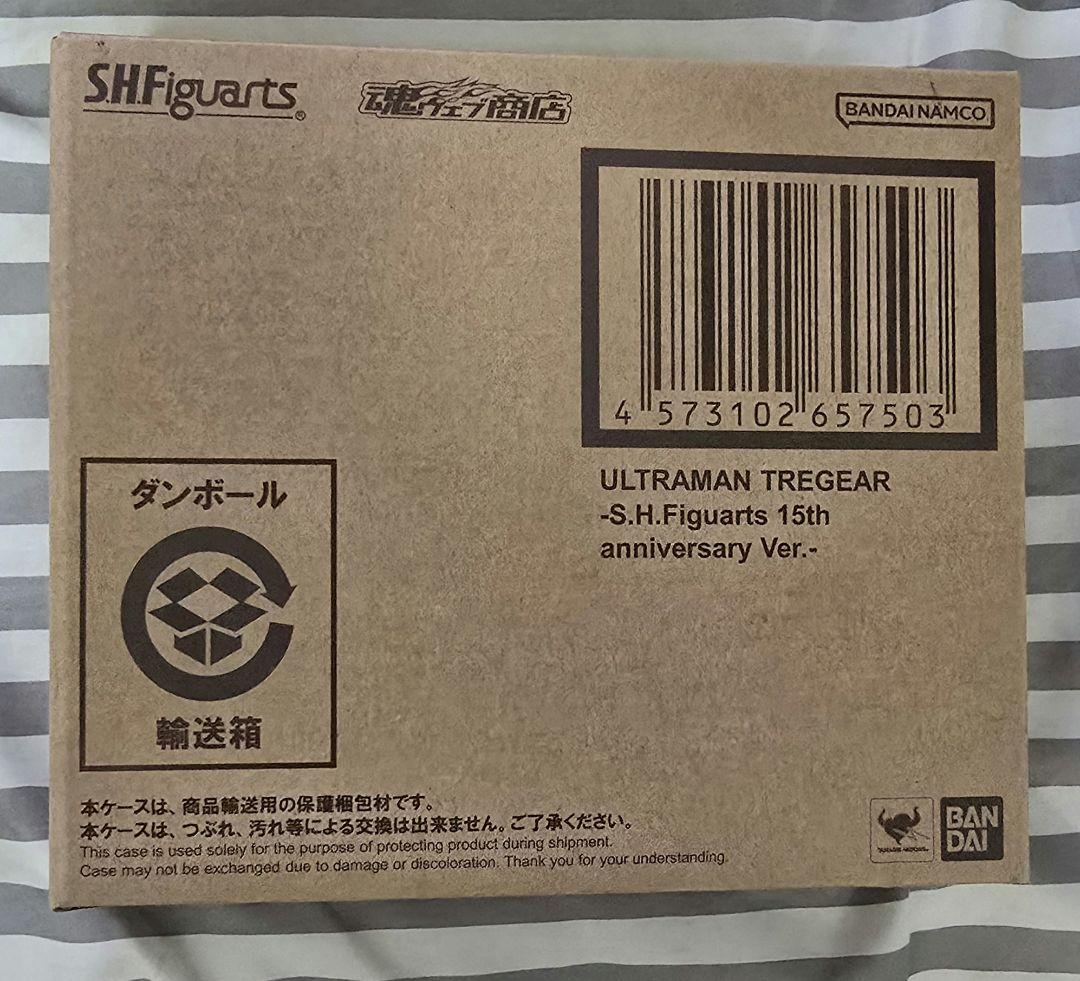 S.H.Figuarts®
魂ウェブ商店
BANDAI NAMCO
4 573102 657503
ULTRAMAN TREGEAR
-S.H.Figuarts 15th
anniversary Ver.-
ダンボール
輸送箱
本ケースは、商品輸送用の保護梱包材です。
本ケースは、つぶれ、汚れ等による交換は出来ません。ご了承ください。
This case is used solely for the purpose of protecting product during shipment.
Case may not be exchanged due to damage or discoloration. Thank you for your understanding.
BAN
DAI